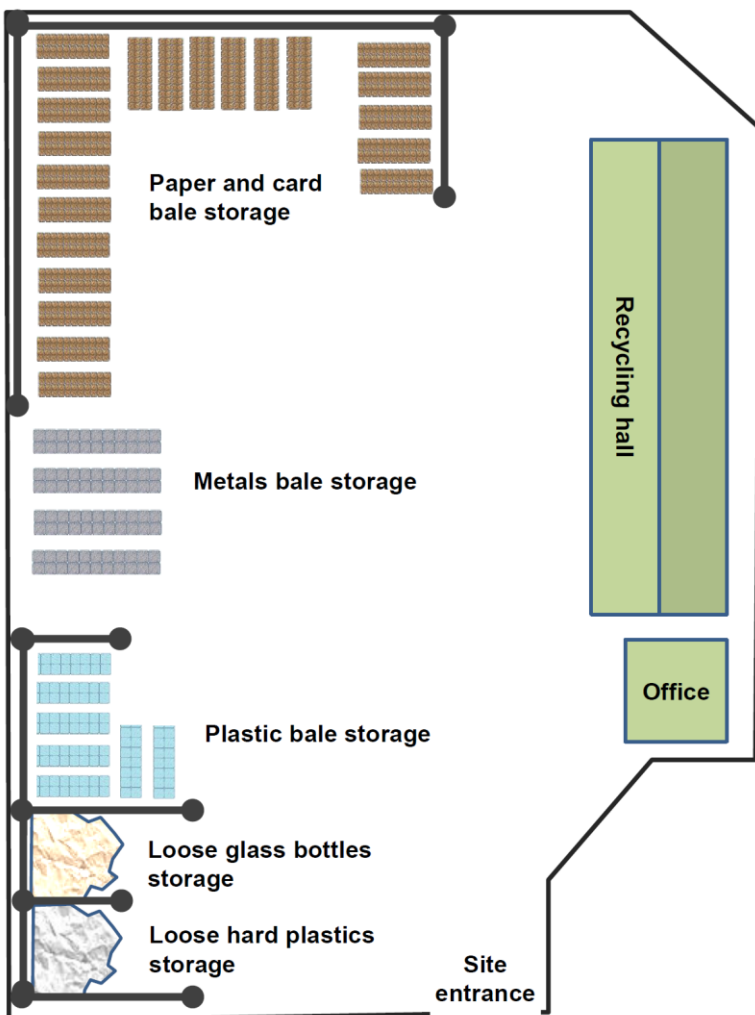 Paper and card
bale storage
Recycling hall
Metals bale storage
Office
Plastic bale storage
Loose glass bottles
storage
Loose hard plastics
storage
Site
entrance